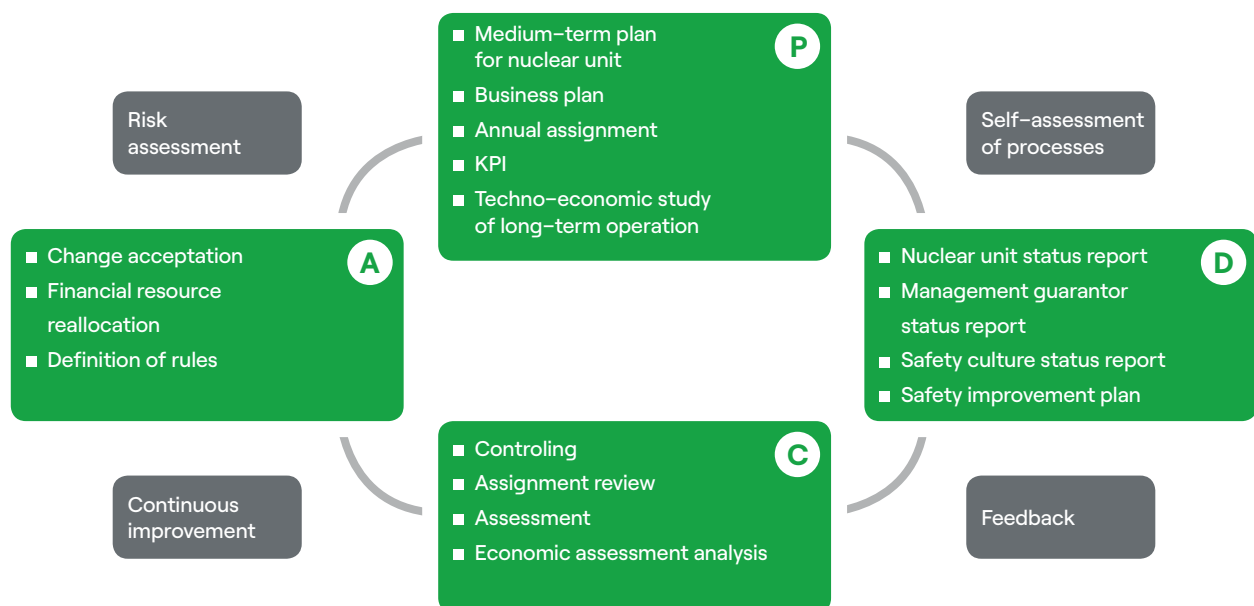 Medium-term plan
for nuclear unit
Business plan
Annual assignment
KPI
Techno-economic study
of long-term operation
P
Risk
assessment
Self-assessment
of processes
Change acceptation
Financial resource
reallocation
Definition of rules
A
Nuclear unit status report
Management guarantor
status report
Safety culture status report
Safety improvement plan
D
Controling
Assignment review
Assessment
Economic assessment analysis
C
Continuous
improvement
Feedback